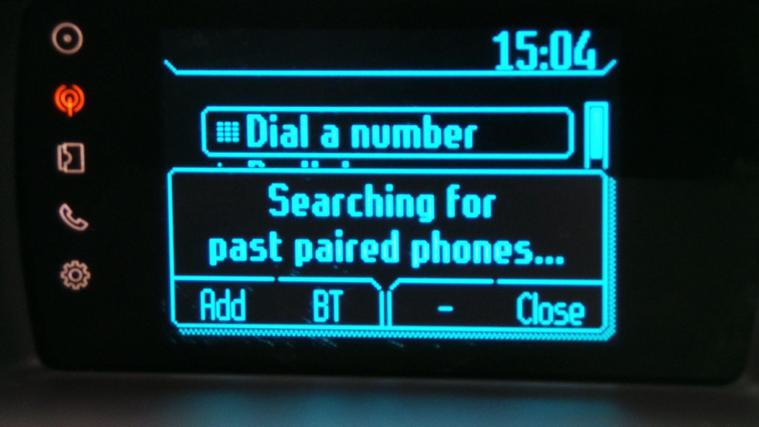 15:04
Dial a number
Searching for
past paired phones...
Add BT - Close